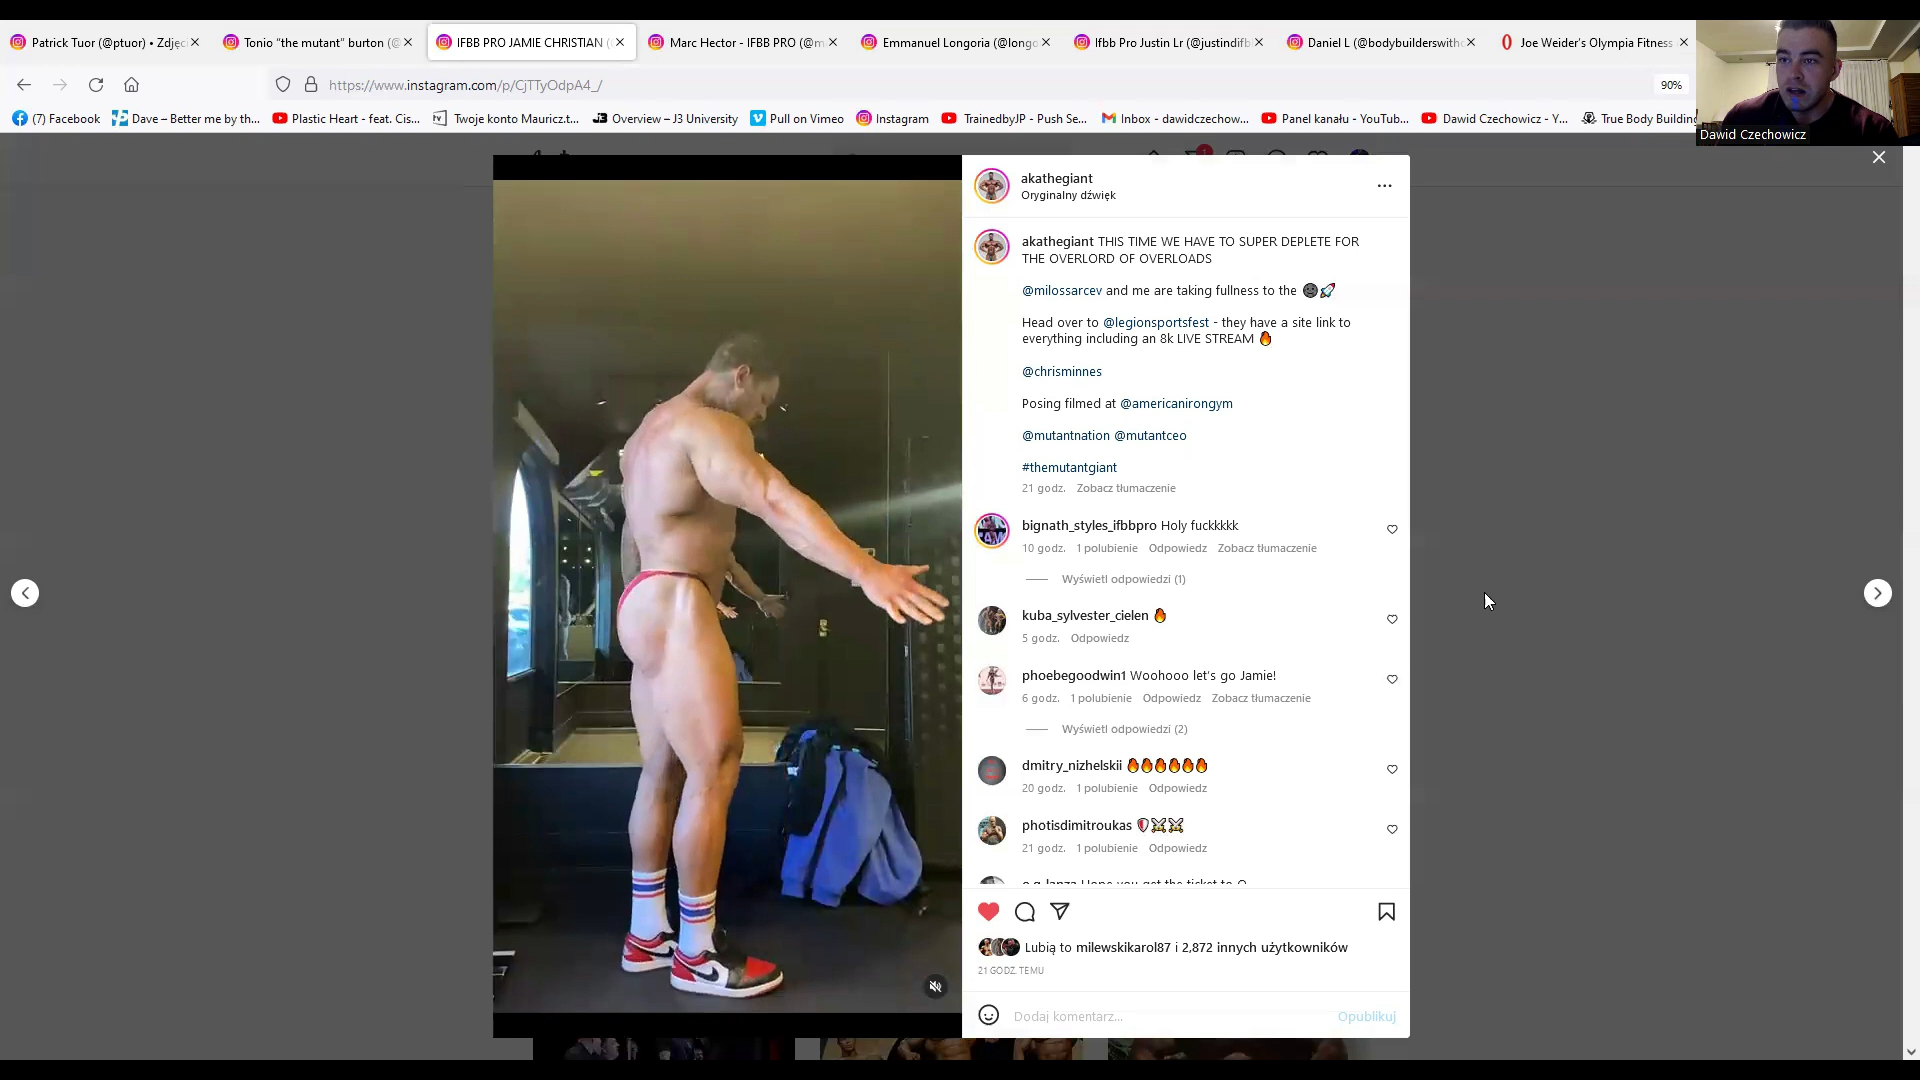 Patrick Tuor (@ptuor) • Zdjęc
Tonio “the mutant” burton (@
IFBB PRO JAMIE CHRISTIAN (
Marc Hector - IFBB PRO (@m
Emmanuel Longoria (@longo
Ifbb Pro Justin Lr (@justindifb
Daniel L (@bodybuilderswith
Joe Weider's Olympia Fitness
https://www.instagram.com/p/CjTTyOdpA4_/
90%
(7) Facebook
Dave – Better me by th...
Plastic Heart - feat. Cis...
Twoje konto Mauricz.t...
Overview – J3 University
Pull on Vimeo
Instagram
TrainedbyJP - Push Se...
Inbox - dawidczechow...
Panel kanału - YouTub...
Dawid Czechowicz - Y...
True Body Building
Dawid Czechowicz
akathegiant
Oryginalny dźwięk
akathegiant THIS TIME WE HAVE TO SUPER DEPLETE FOR
THE OVERLORD OF OVERLOADS
@milossarcev and me are taking fullness to the 🌚🚀
Head over to @legionsportsfest - they have a site link to
everything including an 8k LIVE STREAM 🔥
@chrisminnes
Posing filmed at @americanirongym
@mutantnation @mutantceo
#themutantgiant
21 godz. Zobacz tłumaczenie
bignath_styles_ifbbpro Holy fuckkkkk
10 godz. 1 polubienie Odpowiedz Zobacz tłumaczenie
Wyświetl odpowiedzi (1)
kuba_sylvester_cielen 🔥
5 godz. Odpowiedz
phoebegoodwin1 Woohooo let's go Jamie!
6 godz. 1 polubienie Odpowiedz Zobacz tłumaczenie
Wyświetl odpowiedzi (2)
dmitry_nizhelskii 🔥🔥🔥🔥🔥🔥
20 godz. 1 polubienie Odpowiedz
photisdimitroukas 🛡⚔⚔
21 godz. 1 polubienie Odpowiedz
Lubią to milewskikarol87 i 2,872 innych użytkowników
21 GODZ. TEMU
Dodaj komentarz...
Opublikuj